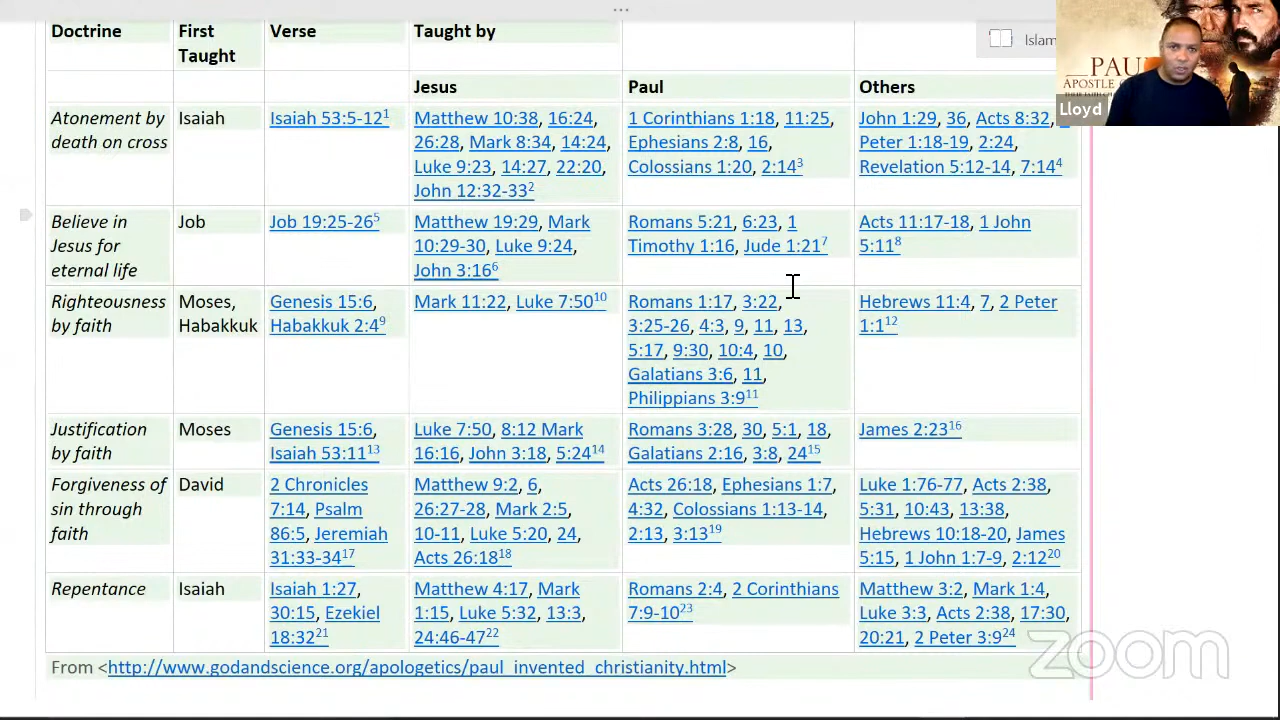 Doctrine First Verse Taught by
Taught
Jesus Paul Others
Atonement by Isaiah Isaiah 53:5-12¹ Matthew 10:38, 16:24, 1 Corinthians 1:18, 11:25, John 1:29, 36, Acts 8:32,
death on cross 26:28, Mark 8:34, 14:24, Ephesians 2:8, 16, Peter 1:18-19, 2:24,
Luke 9:23, 14:27, 22:20, Colossians 1:20, 2:14³ Revelation 5:12-14, 7:14⁴
John 12:32-33²
Believe in Job Job 19:25-26⁵ Matthew 19:29, Mark Romans 5:21, 6:23, 1 Acts 11:17-18, 1 John
Jesus for 10:29-30, Luke 9:24, Timothy 1:16, Jude 1:21⁷ 5:11⁸
eternal life John 3:16⁶
Righteousness Moses, Genesis 15:6, Mark 11:22, Luke 7:50¹⁰ Romans 1:17, 3:22, Hebrews 11:4, 7, 2 Peter
by faith Habakkuk Habakkuk 2:4⁹ 3:25-26, 4:3, 9, 11, 13, 1:1¹²
5:17, 9:30, 10:4, 10,
Galatians 3:6, 11,
Philippians 3:9¹¹
Justification Moses Genesis 15:6, Luke 7:50, 8:12 Mark Romans 3:28, 30, 5:1, 18, James 2:23¹⁶
by faith Isaiah 53:11¹³ 16:16, John 3:18, 5:24¹⁴ Galatians 2:16, 3:8, 24¹⁵
Forgiveness of David 2 Chronicles Matthew 9:2, 6, Acts 26:18, Ephesians 1:7, Luke 1:76-77, Acts 2:38,
sin through 7:14, Psalm 26:27-28, Mark 2:5, 4:32, Colossians 1:13-14, 5:31, 10:43, 13:38,
faith 86:5, Jeremiah 10-11, Luke 5:20, 24, 2:13, 3:13¹⁹ Hebrews 10:18-20, James
31:33-34¹⁷ Acts 26:18¹⁸ 5:15, 1 John 1:7-9, 2:12²⁰
Repentance Isaiah Isaiah 1:27, Matthew 4:17, Mark Romans 2:4, 2 Corinthians Matthew 3:2, Mark 1:4,
30:15, Ezekiel 1:15, Luke 5:32, 13:3, 7:9-10²³ Luke 3:3, Acts 2:38, 17:30,
18:32²¹ 24:46-47²² 20:21, 2 Peter 3:9²⁴
From <http://www.godandscience.org/apologetics/paul_invented_christianity.html>
Islam
PAU
APOSTLE
Lloyd
zoom